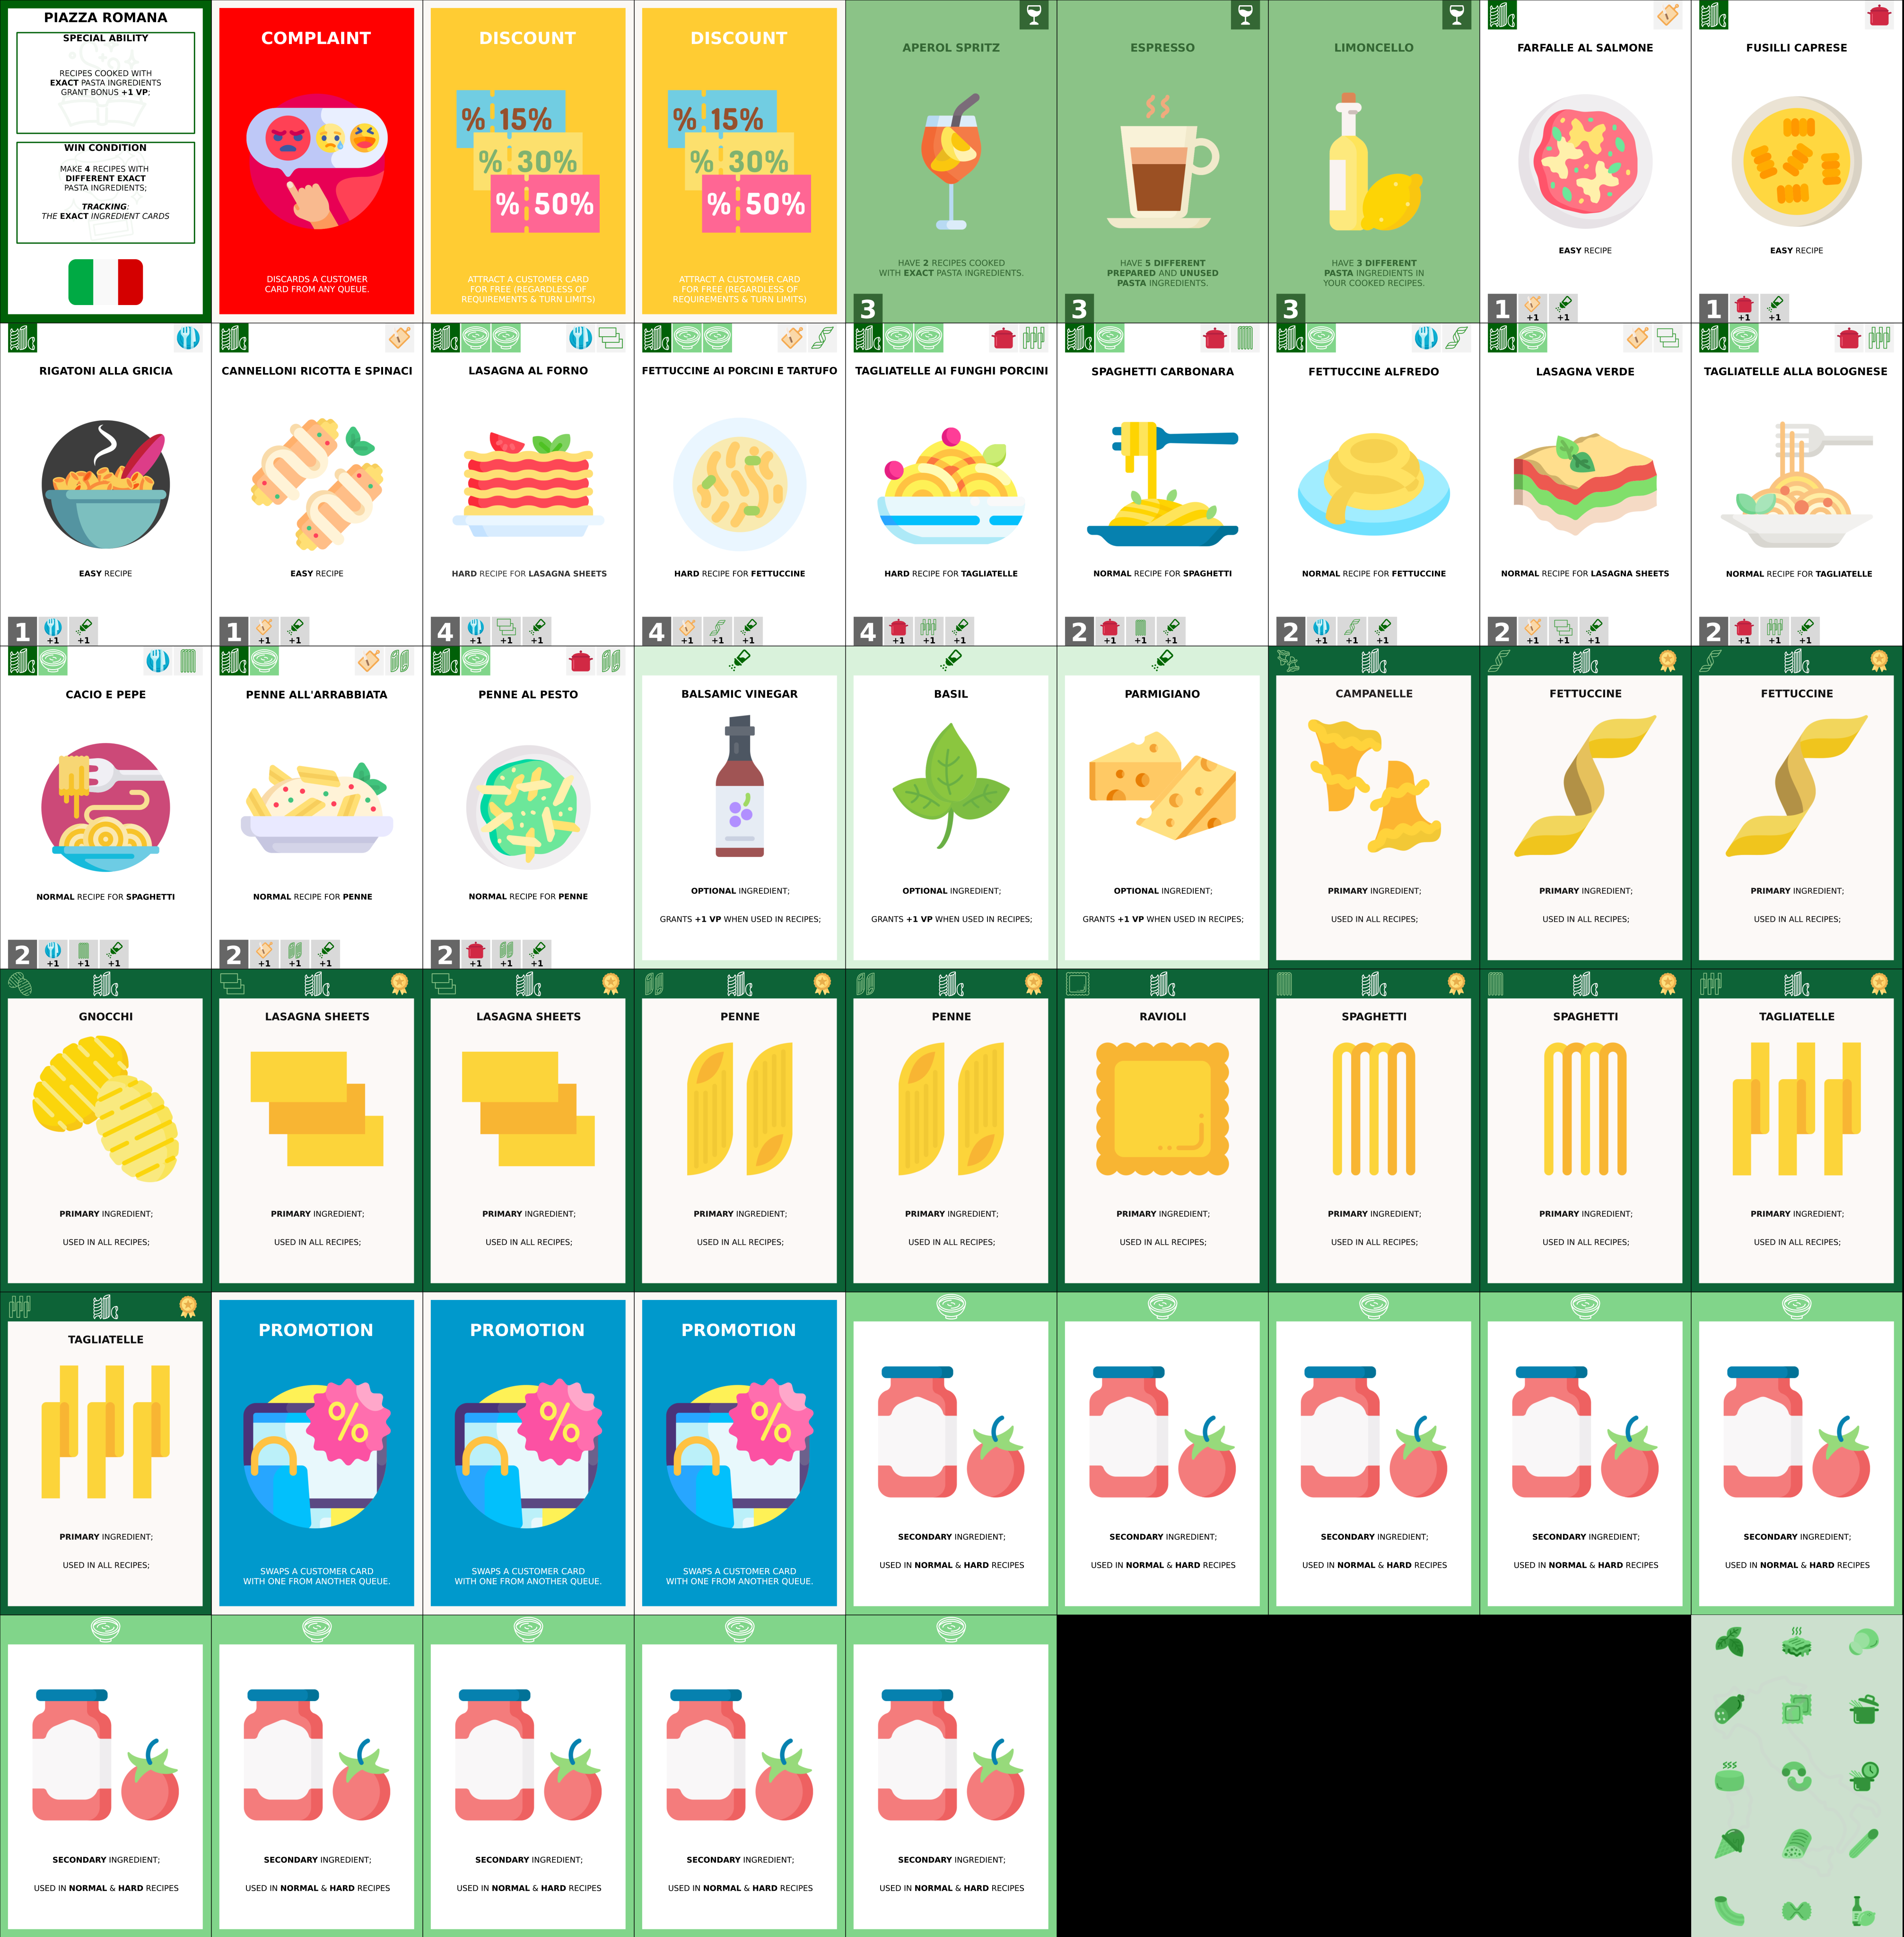 PIAZZA ROMANA
SPECIAL ABILITY
RECIPES COOKED WITH
EXACT PASTA INGREDIENTS
GRANT BONUS +1 VP;
WIN CONDITION
MAKE 4 RECIPES WITH
DIFFERENT EXACT
PASTA INGREDIENTS;
TRACKING:
THE EXACT INGREDIENT CARDS
COMPLAINT
DISCARDS A CUSTOMER
CARD FROM ANY QUEUE.
DISCOUNT
% 15%
% 30%
% 50%
ATTRACT A CUSTOMER CARD
FOR FREE (REGARDLESS OF
REQUIREMENTS & TURN LIMITS)
DISCOUNT
% 15%
% 30%
% 50%
ATTRACT A CUSTOMER CARD
FOR FREE (REGARDLESS OF
REQUIREMENTS & TURN LIMITS)
APEROL SPRITZ
HAVE 2 RECIPES COOKED
WITH EXACT PASTA INGREDIENTS.
3
ESPRESSO
HAVE 5 DIFFERENT
PREPARED AND UNUSED
PASTA INGREDIENTS.
3
LIMONCELLO
HAVE 3 DIFFERENT
PASTA INGREDIENTS IN
YOUR COOKED RECIPES.
3
FARFALLE AL SALMONE
EASY RECIPE
1 +1 +1
FUSILLI CAPRESE
EASY RECIPE
1 +1 +1
RIGATONI ALLA GRICIA
EASY RECIPE
1 +1 +1
CANNELLONI RICOTTA E SPINACI
EASY RECIPE
1 +1 +1
LASAGNA AL FORNO
HARD RECIPE FOR LASAGNA SHEETS
4 +1 +1 +1
FETTUCCINE AI PORCINI E TARTUFO
HARD RECIPE FOR FETTUCCINE
4 +1 +1 +1
TAGLIATELLE AI FUNGHI PORCINI
HARD RECIPE FOR TAGLIATELLE
4 +1 +1 +1
SPAGHETTI CARBONARA
NORMAL RECIPE FOR SPAGHETTI
2 +1 +1 +1
FETTUCCINE ALFREDO
NORMAL RECIPE FOR FETTUCCINE
2 +1 +1 +1
LASAGNA VERDE
NORMAL RECIPE FOR LASAGNA SHEETS
2 +1 +1 +1
TAGLIATELLE ALLA BOLOGNESE
NORMAL RECIPE FOR TAGLIATELLE
2 +1 +1 +1
CACIO E PEPE
NORMAL RECIPE FOR SPAGHETTI
2 +1 +1 +1
PENNE ALL'ARRABBIATA
NORMAL RECIPE FOR PENNE
2 +1 +1 +1
PENNE AL PESTO
NORMAL RECIPE FOR PENNE
2 +1 +1 +1
BALSAMIC VINEGAR
OPTIONAL INGREDIENT;
GRANTS +1 VP WHEN USED IN RECIPES;
BASIL
OPTIONAL INGREDIENT;
GRANTS +1 VP WHEN USED IN RECIPES;
PARMIGIANO
OPTIONAL INGREDIENT;
GRANTS +1 VP WHEN USED IN RECIPES;
CAMPANELLE
PRIMARY INGREDIENT;
USED IN ALL RECIPES;
FETTUCCINE
PRIMARY INGREDIENT;
USED IN ALL RECIPES;
FETTUCCINE
PRIMARY INGREDIENT;
USED IN ALL RECIPES;
GNOCCHI
PRIMARY INGREDIENT;
USED IN ALL RECIPES;
LASAGNA SHEETS
PRIMARY INGREDIENT;
USED IN ALL RECIPES;
LASAGNA SHEETS
PRIMARY INGREDIENT;
USED IN ALL RECIPES;
PENNE
PRIMARY INGREDIENT;
USED IN ALL RECIPES;
PENNE
PRIMARY INGREDIENT;
USED IN ALL RECIPES;
RAVIOLI
PRIMARY INGREDIENT;
USED IN ALL RECIPES;
SPAGHETTI
PRIMARY INGREDIENT;
USED IN ALL RECIPES;
SPAGHETTI
PRIMARY INGREDIENT;
USED IN ALL RECIPES;
TAGLIATELLE
PRIMARY INGREDIENT;
USED IN ALL RECIPES;
TAGLIATELLE
PRIMARY INGREDIENT;
USED IN ALL RECIPES;
PROMOTION
%
SWAPS A CUSTOMER CARD
WITH ONE FROM ANOTHER QUEUE.
PROMOTION
%
SWAPS A CUSTOMER CARD
WITH ONE FROM ANOTHER QUEUE.
PROMOTION
%
SWAPS A CUSTOMER CARD
WITH ONE FROM ANOTHER QUEUE.
SECONDARY INGREDIENT;
USED IN NORMAL & HARD RECIPES
SECONDARY INGREDIENT;
USED IN NORMAL & HARD RECIPES
SECONDARY INGREDIENT;
USED IN NORMAL & HARD RECIPES
SECONDARY INGREDIENT;
USED IN NORMAL & HARD RECIPES
SECONDARY INGREDIENT;
USED IN NORMAL & HARD RECIPES
SECONDARY INGREDIENT;
USED IN NORMAL & HARD RECIPES
SECONDARY INGREDIENT;
USED IN NORMAL & HARD RECIPES
SECONDARY INGREDIENT;
USED IN NORMAL & HARD RECIPES
SECONDARY INGREDIENT;
USED IN NORMAL & HARD RECIPES
SECONDARY INGREDIENT;
USED IN NORMAL & HARD RECIPES